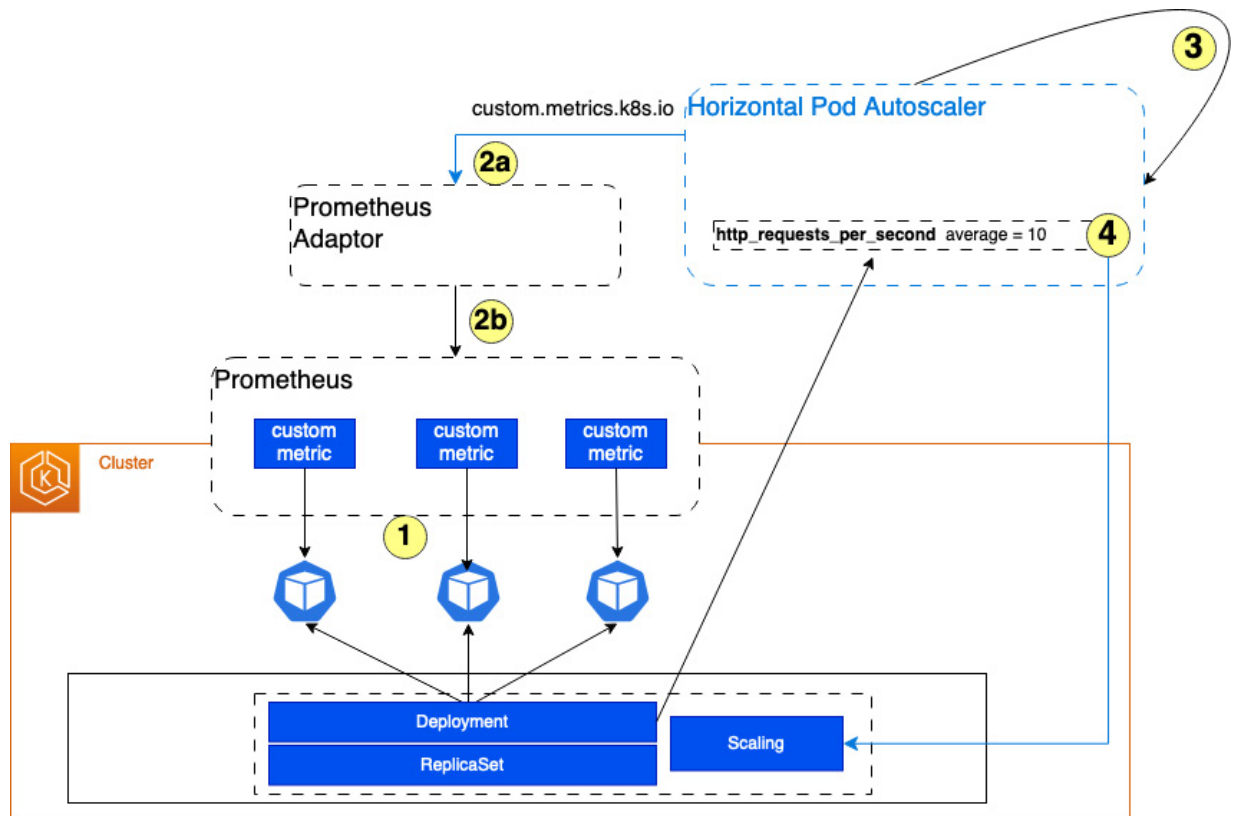 3
custom.metrics.k8s.io
Horizontal Pod Autoscaler
2a
Prometheus
Adaptor
http_requests_per_second average = 10
4
2b
Prometheus
custom
metric
custom
metric
custom
metric
K
Cluster
1
Deployment
Scaling
ReplicaSet